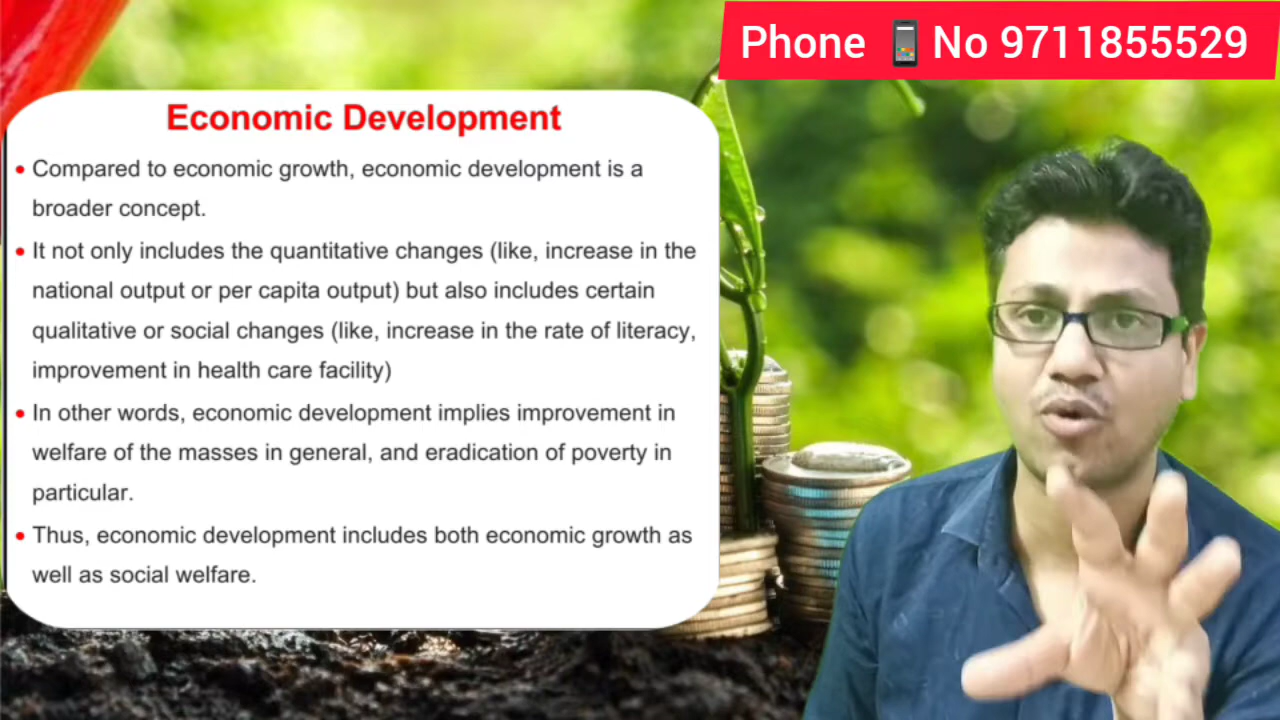 Phone No 9711855529
Economic Development
• Compared to economic growth, economic development is a
broader concept.
• It not only includes the quantitative changes (like, increase in the
national output or per capita output) but also includes certain
qualitative or social changes (like, increase in the rate of literacy,
improvement in health care facility)
• In other words, economic development implies improvement in
welfare of the masses in general, and eradication of poverty in
particular.
• Thus, economic development includes both economic growth as
well as social welfare.